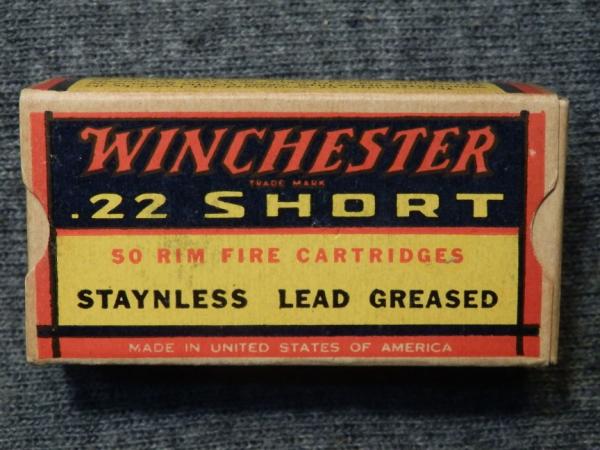 WINCHESTER
TRADE MARK
.22 SHORT
50 RIM FIRE CARTRIDGES
STAYNLESS LEAD GREASED
MADE IN UNITED STATES OF AMERICA